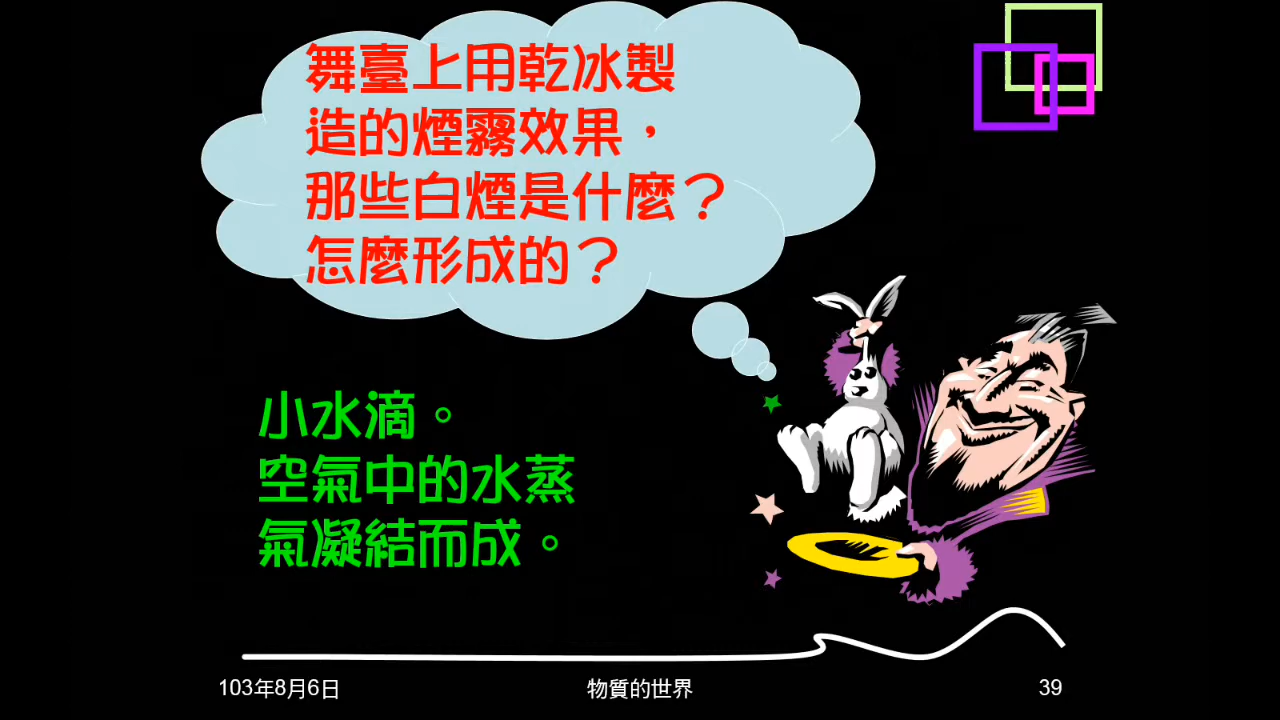 舞臺上用乾冰製
造的煙霧效果，
那些白煙是什麼？
怎麼形成的？
小水滴。
空氣中的水蒸
氣凝結而成。
103年8月6日
物質的世界
39